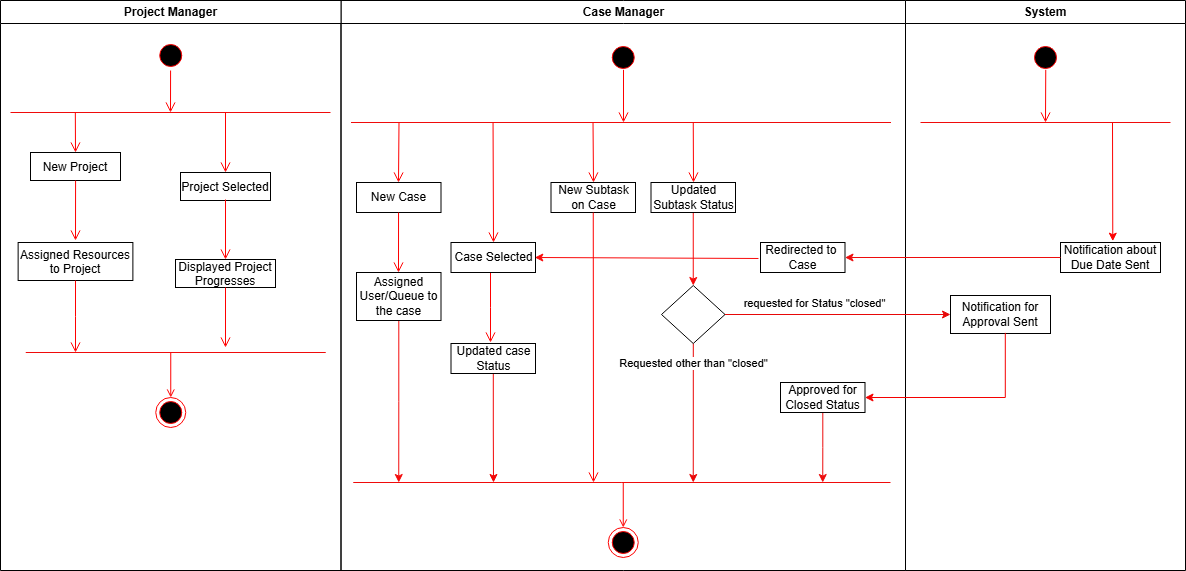 Project Manager
Case Manager
System
New Project
Project Selected
Assigned Resources
to Project
Displayed Project
Progresses
New Case
New Subtask
on Case
Updated
Subtask Status
Case Selected
Redirected to
Case
Notification about
Due Date Sent
Assigned
User/Queue to
the case
requested for Status "closed"
Notification for
Approval Sent
Updated case
Status
Requested other than "closed"
Approved for
Closed Status